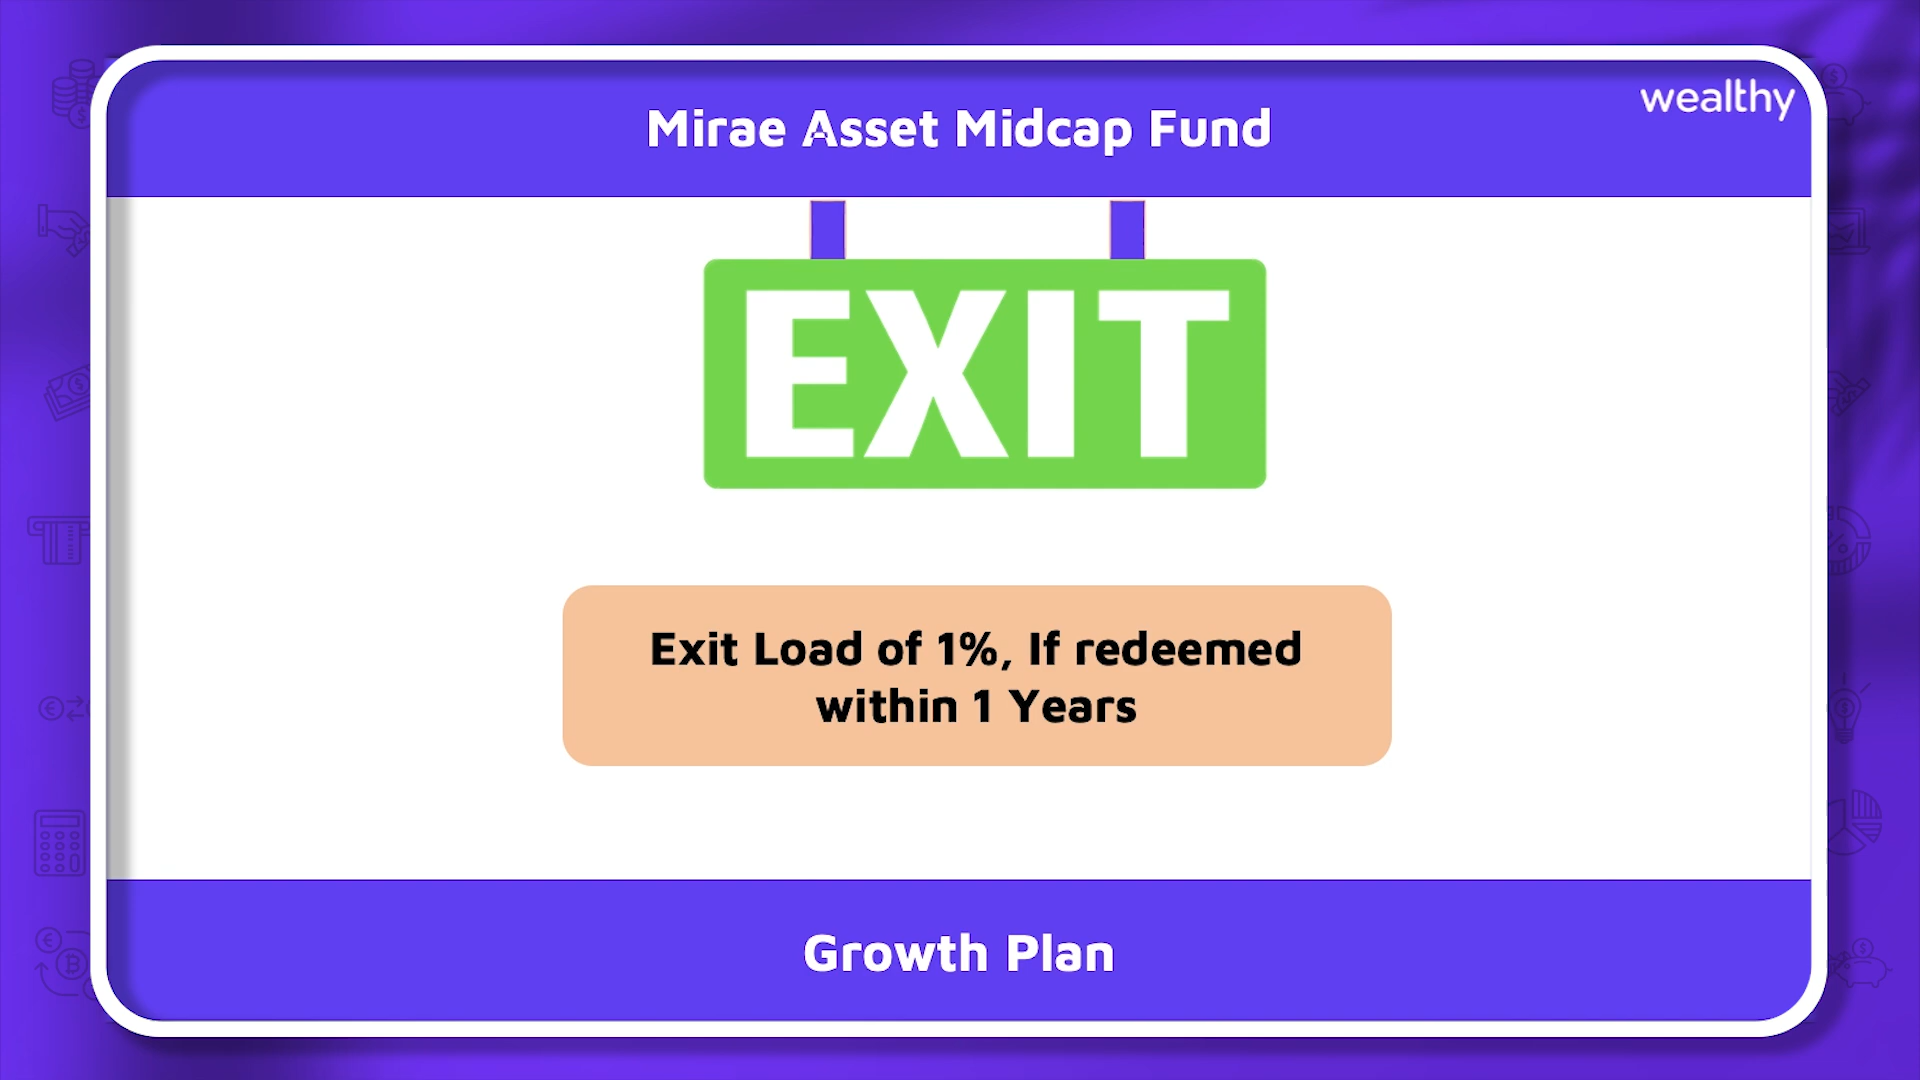 wealthy
Mirae Asset Midcap Fund
EXIT
Exit Load of 1%, If redeemed
within 1 Years
Growth Plan